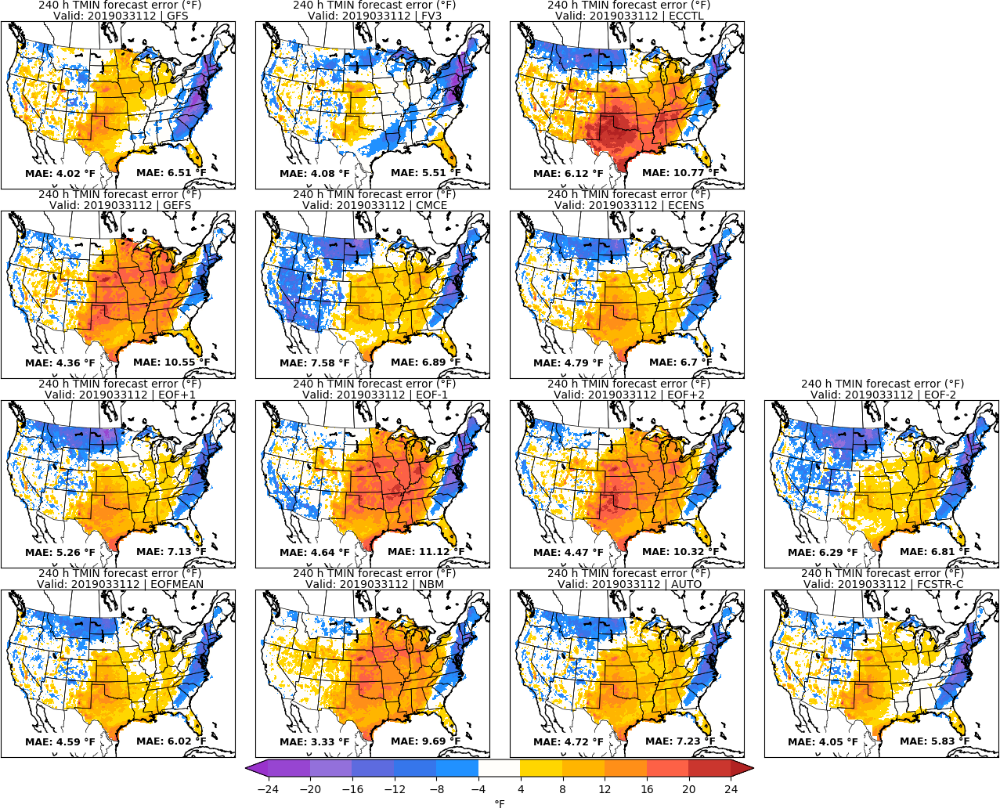 240 h TMIN forecast error (°F)
Valid: 2019033112 | GFS
MAE: 4.02 °F
MAE: 6.51 °F
240 h TMIN forecast error (°F)
Valid: 2019033112 | FV3
MAE: 4.08 °F
MAE: 5.51 °F
240 h TMIN forecast error (°F)
Valid: 2019033112 | ECCTL
MAE: 6.12 °F
MAE: 10.77 °F
240 h TMIN forecast error (°F)
Valid: 2019033112 | GEFS
MAE: 4.36 °F
MAE: 10.55 °F
240 h TMIN forecast error (°F)
Valid: 2019033112 | CMCE
MAE: 7.58 °F
MAE: 6.89 °F
240 h TMIN forecast error (°F)
Valid: 2019033112 | ECENS
MAE: 4.79 °F
MAE: 6.7 °F
240 h TMIN forecast error (°F)
Valid: 2019033112 | EOF+1
MAE: 5.26 °F
MAE: 7.13 °F
240 h TMIN forecast error (°F)
Valid: 2019033112 | EOF-1
MAE: 4.64 °F
MAE: 11.12 °F
240 h TMIN forecast error (°F)
Valid: 2019033112 | EOF+2
MAE: 4.47 °F
MAE: 10.32 °F
240 h TMIN forecast error (°F)
Valid: 2019033112 | EOF-2
MAE: 6.29 °F
MAE: 6.81 °F
240 h TMIN forecast error (°F)
Valid: 2019033112 | EOFMEAN
MAE: 4.59 °F
MAE: 6.02 °F
240 h TMIN forecast error (°F)
Valid: 2019033112 | NBM
MAE: 3.33 °F
MAE: 9.69 °F
240 h TMIN forecast error (°F)
Valid: 2019033112 | AUTO
MAE: 4.72 °F
MAE: 7.23 °F
240 h TMIN forecast error (°F)
Valid: 2019033112 | FCSTR-C
MAE: 4.05 °F
MAE: 5.83 °F
−24 −20 −16 −12 −8 −4 4 8 12 16 20 24
°F